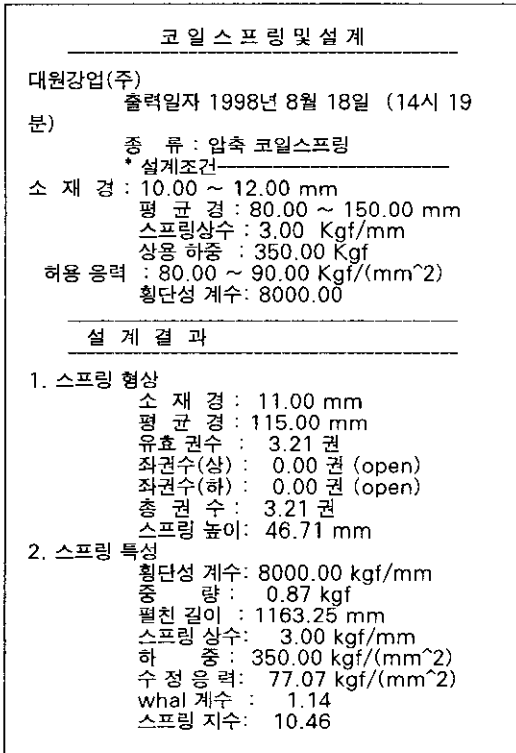 코 일 스 프 링 및 설 계
대원강업(주)
출력일자 1998년 8월 18일 (14시 19
분)
종 류 : 압축 코일스프링
* 설계조건
소 재 경 : 10.00 ~ 12.00 mm
평 균 경 : 80.00 ~ 150.00 mm
스프링상수 : 3.00 Kgf/mm
상용 하중 : 350.00 Kgf
허용 응력 : 80.00 ~ 90.00 Kgf/(mm^2)
횡단성 계수: 8000.00
설 계 결 과
1. 스프링 형상
소 재 경 : 11.00 mm
평 균 경 : 115.00 mm
유효 권수 : 3.21 권
좌권수(상) : 0.00 권 (open)
좌권수(하) : 0.00 권 (open)
총 권 수 : 3.21 권
스프링 높이: 46.71 mm
2. 스프링 특성
횡단성 계수: 8000.00 kgf/mm
중 량 : 0.87 kgf
펼친 길이 : 1163.25 mm
스프링 상수: 3.00 kgf/mm
하 중 : 350.00 kgf/(mm^2)
수 정 응 력: 77.07 kgf/(mm^2)
whal 계수 : 1.14
스프링 지수: 10.46